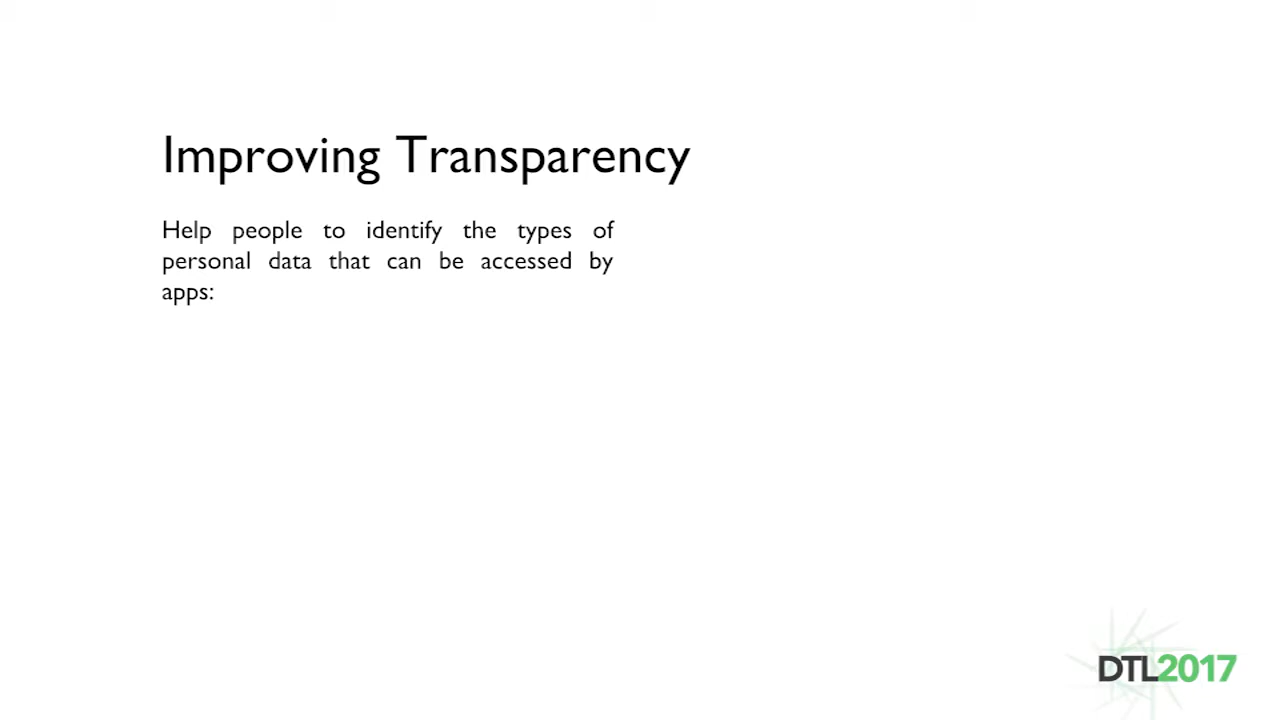 Improving Transparency
Help people to identify the types of
personal data that can be accessed by
apps:
DTL2017